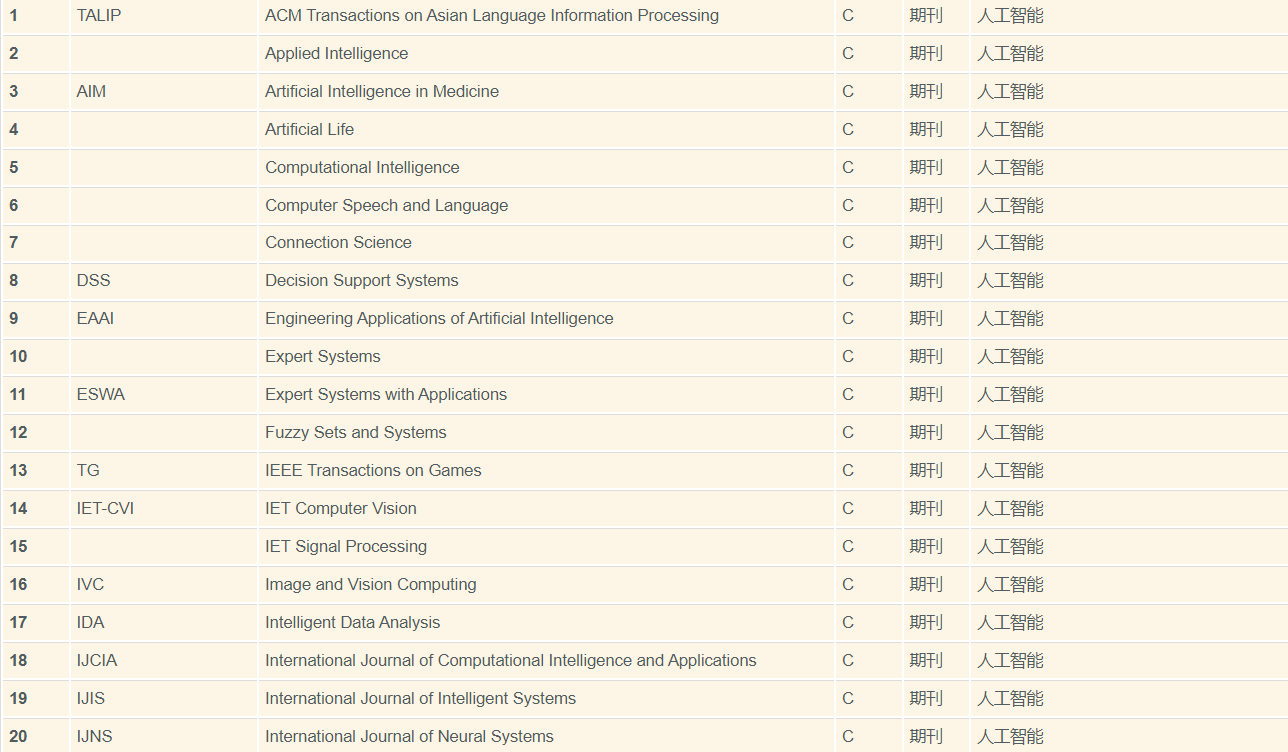 1 TALIP ACM Transactions on Asian Language Information Processing C 期刊 人工智能
2 Applied Intelligence C 期刊 人工智能
3 AIM Artificial Intelligence in Medicine C 期刊 人工智能
4 Artificial Life C 期刊 人工智能
5 Computational Intelligence C 期刊 人工智能
6 Computer Speech and Language C 期刊 人工智能
7 Connection Science C 期刊 人工智能
8 DSS Decision Support Systems C 期刊 人工智能
9 EAAI Engineering Applications of Artificial Intelligence C 期刊 人工智能
10 Expert Systems C 期刊 人工智能
11 ESWA Expert Systems with Applications C 期刊 人工智能
12 Fuzzy Sets and Systems C 期刊 人工智能
13 TG IEEE Transactions on Games C 期刊 人工智能
14 IET-CVI IET Computer Vision C 期刊 人工智能
15 IET Signal Processing C 期刊 人工智能
16 IVC Image and Vision Computing C 期刊 人工智能
17 IDA Intelligent Data Analysis C 期刊 人工智能
18 IJCIA International Journal of Computational Intelligence and Applications C 期刊 人工智能
19 IJIS International Journal of Intelligent Systems C 期刊 人工智能
20 IJNS International Journal of Neural Systems C 期刊 人工智能